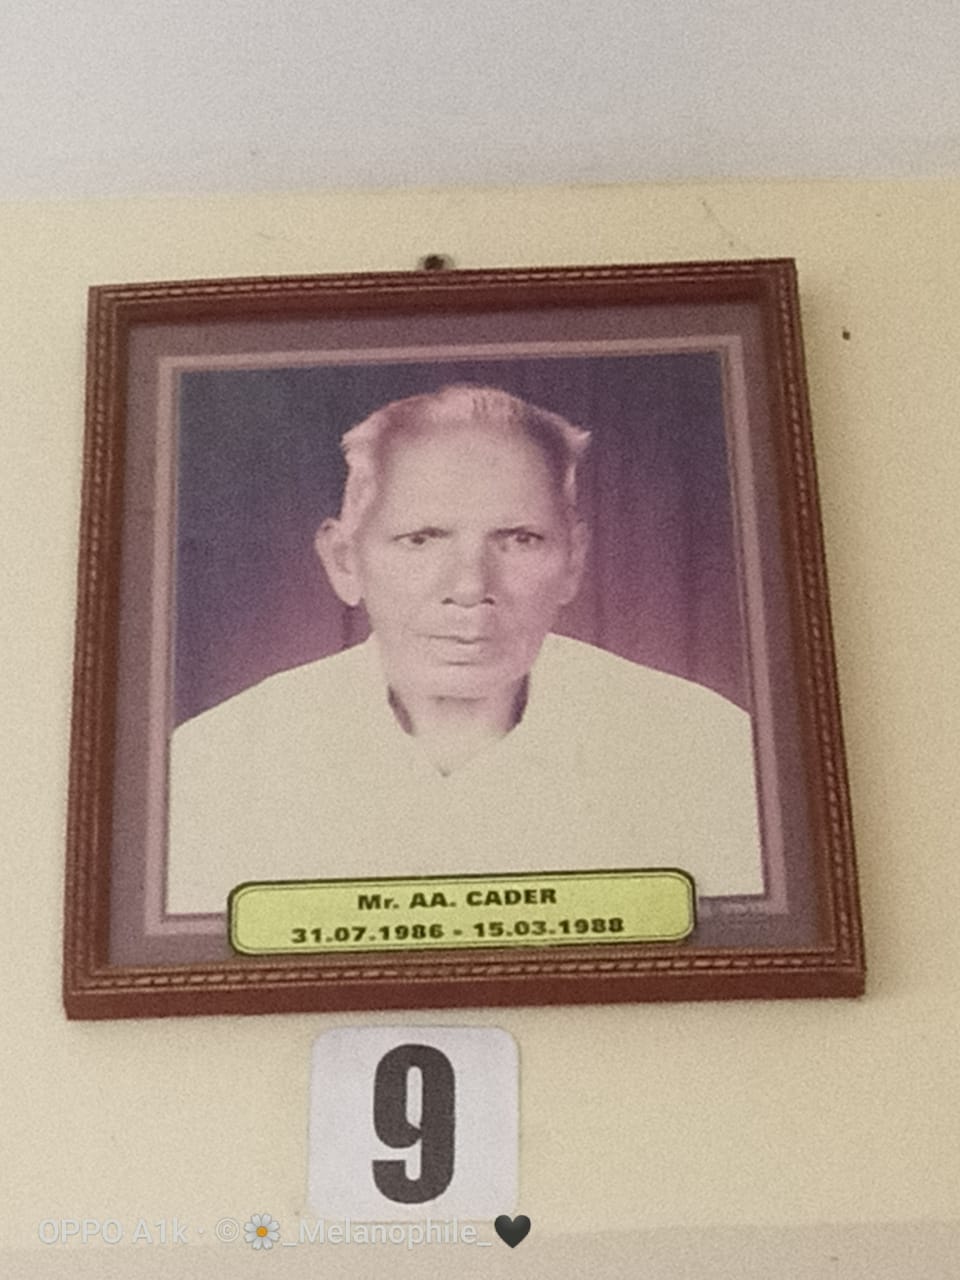 Mr. AA. CADER
31.07.1986 - 15.03.1988
9
OPPO A1k · ©🌼_Melanophile_🖤